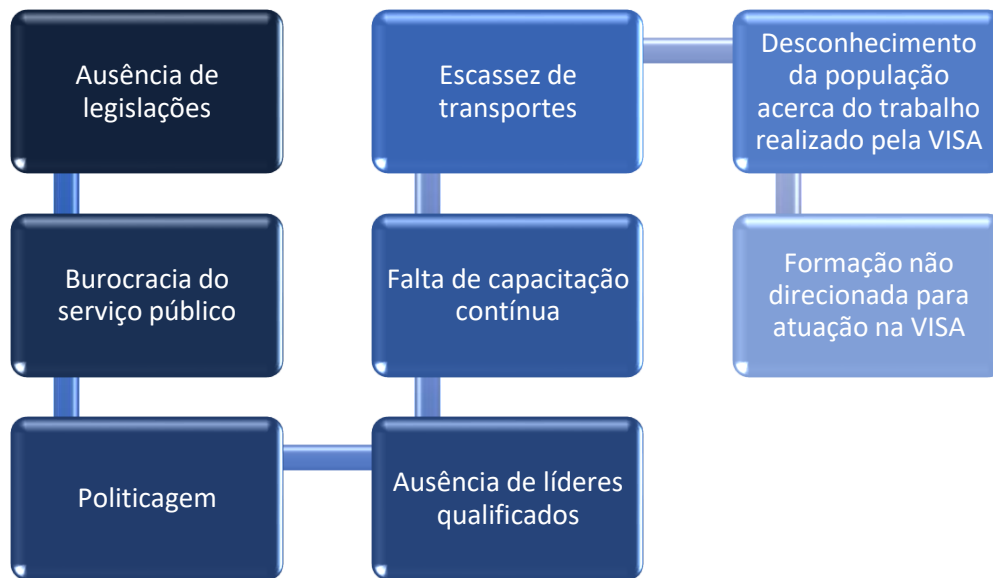 Ausência de
legislações
Burocracia do
serviço público
Politicagem
Ausência de líderes
qualificados
Falta de capacitação
contínua
Escassez de
transportes
Desconhecimento
da população
acerca do trabalho
realizado pela VISA
Formação não
direcionada para
atuação na VISA